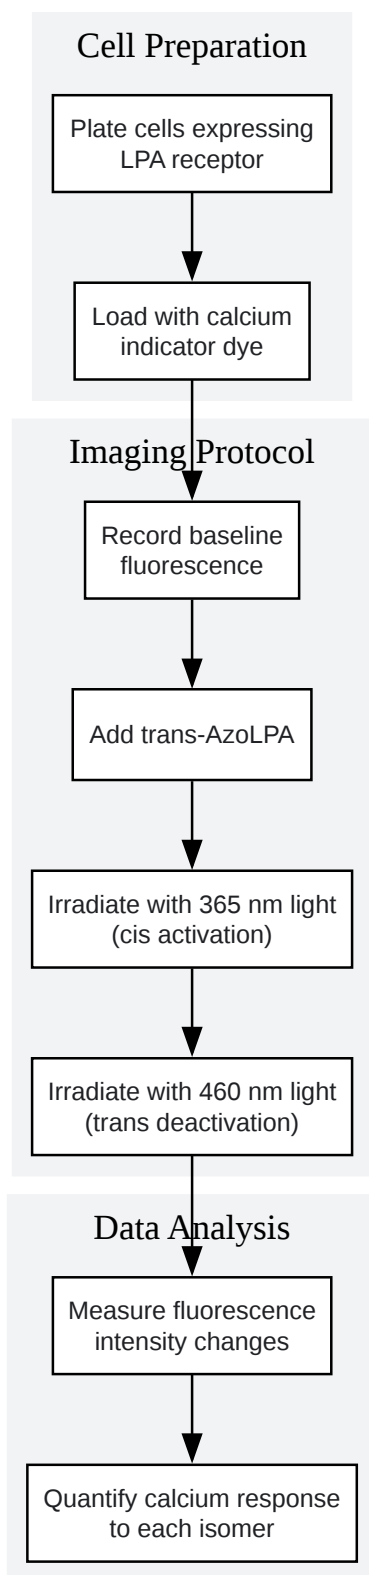 Cell Preparation
Plate cells expressing
LPA receptor
Load with calcium
indicator dye
Imaging Protocol
Record baseline
fluorescence
Add trans-AzoLPA
Irradiate with 365 nm light
(cis activation)
Irradiate with 460 nm light
(trans deactivation)
Data Analysis
Measure fluorescence
intensity changes
Quantify calcium response
to each isomer